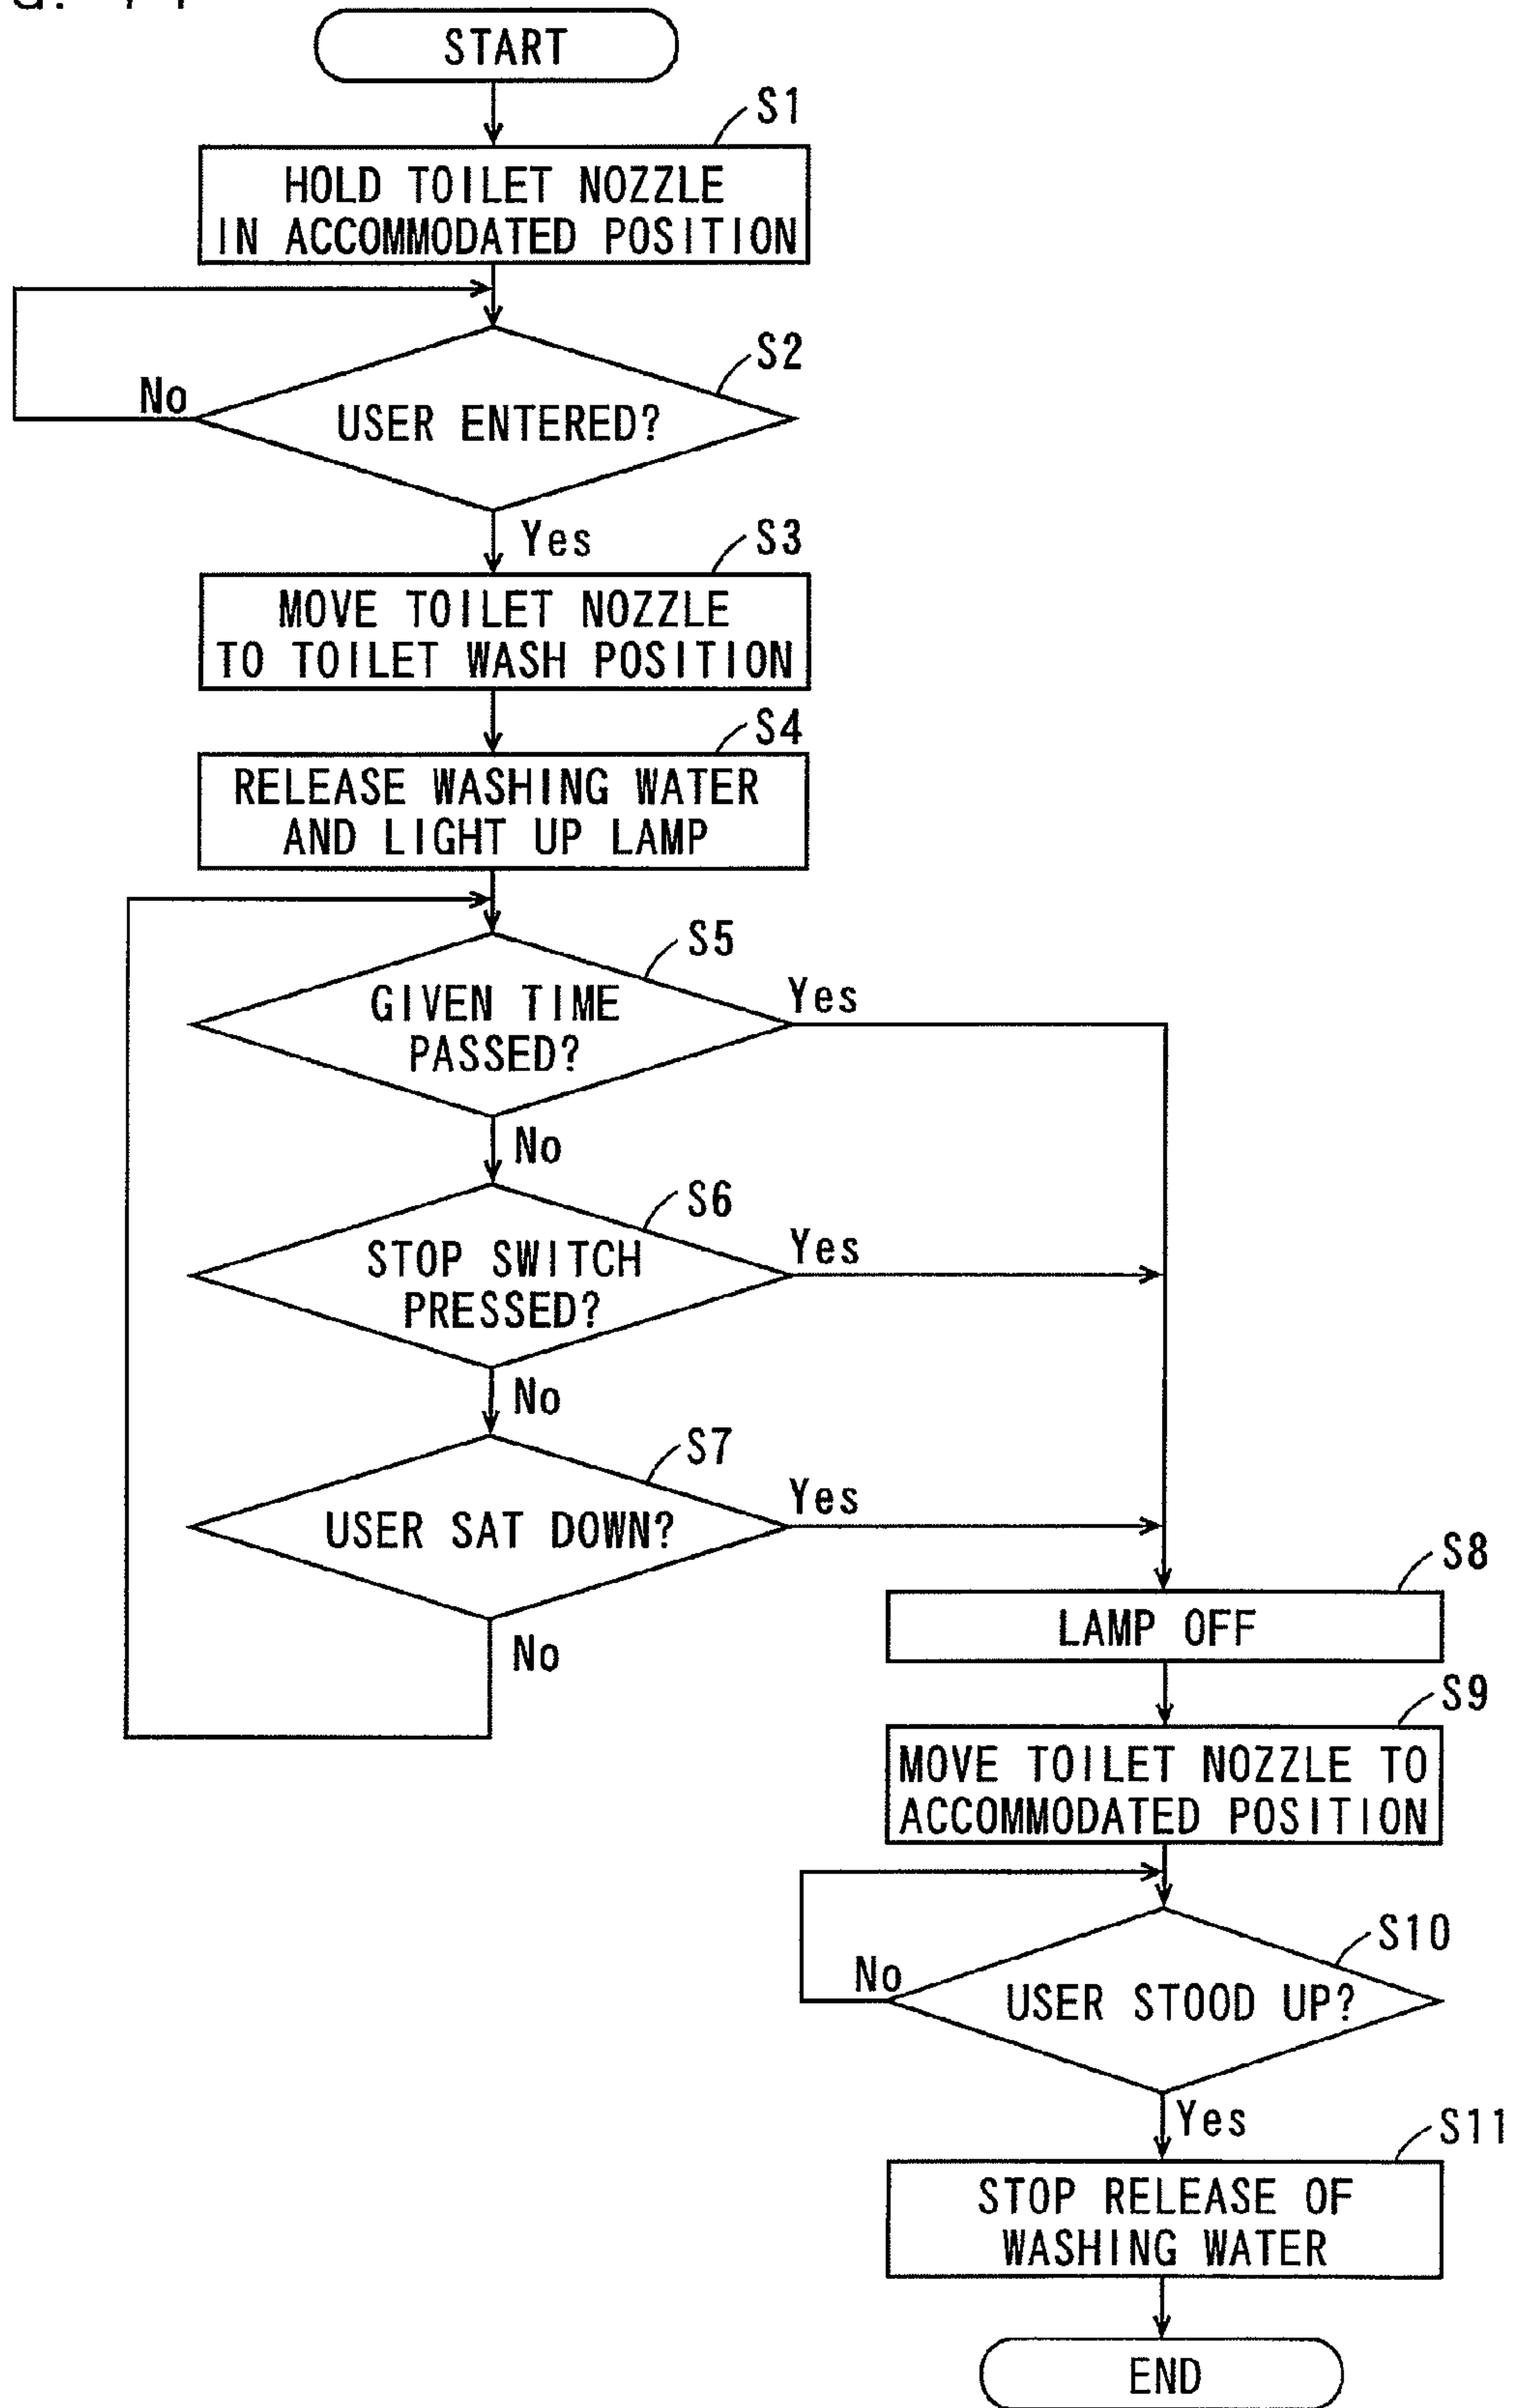 START
S1
HOLD TOILET NOZZLE
IN ACCOMMODATED POSITION
S2
No
USER ENTERED?
Yes
S3
MOVE TOILET NOZZLE
TO TOILET WASH POSITION
S4
RELEASE WASHING WATER
AND LIGHT UP LAMP
S5
GIVEN TIME
PASSED?
Yes
No
S6
STOP SWITCH
PRESSED?
Yes
No
S7
USER SAT DOWN?
Yes
No
S8
LAMP OFF
S9
MOVE TOILET NOZZLE TO
ACCOMMODATED POSITION
S10
No
USER STOOD UP?
Yes
S11
STOP RELEASE OF
WASHING WATER
END